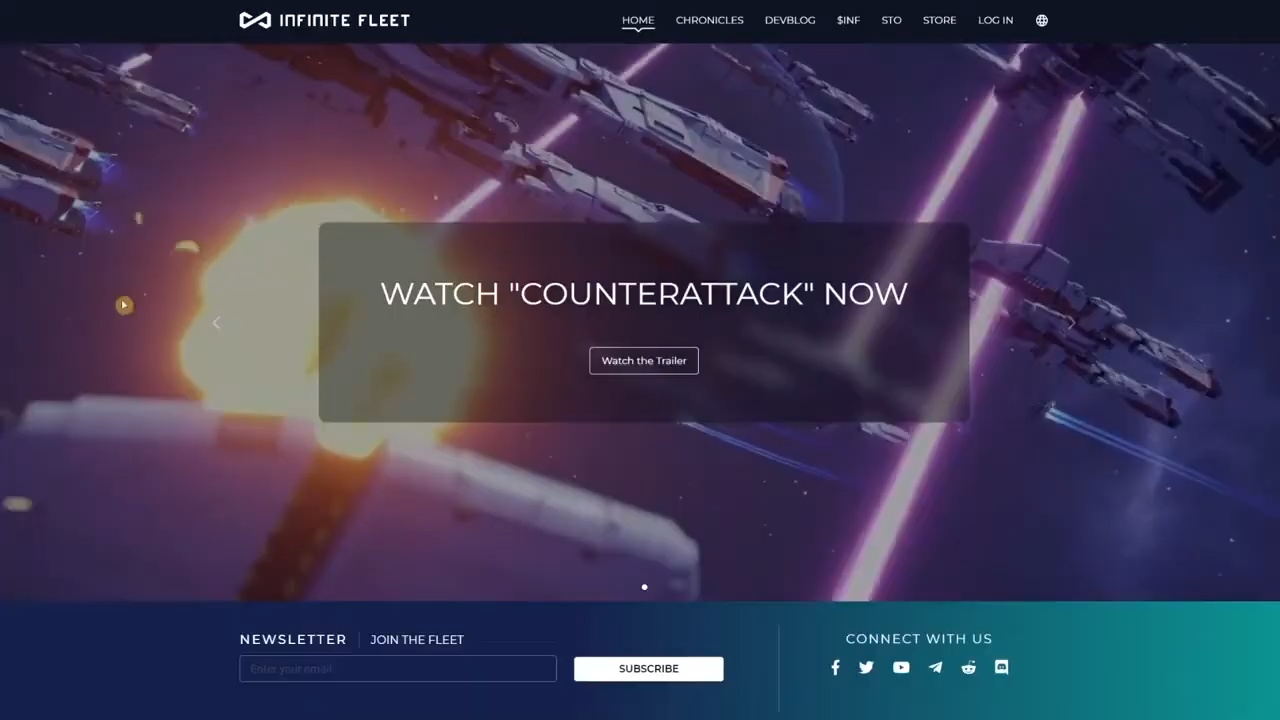 INFINITE FLEET
HOME CHRONICLES DEVBLOG $INF STO STORE LOG IN
WATCH "COUNTERATTACK" NOW
Watch the Trailer
NEWSLETTER JOIN THE FLEET
Enter your email
SUBSCRIBE
CONNECT WITH US